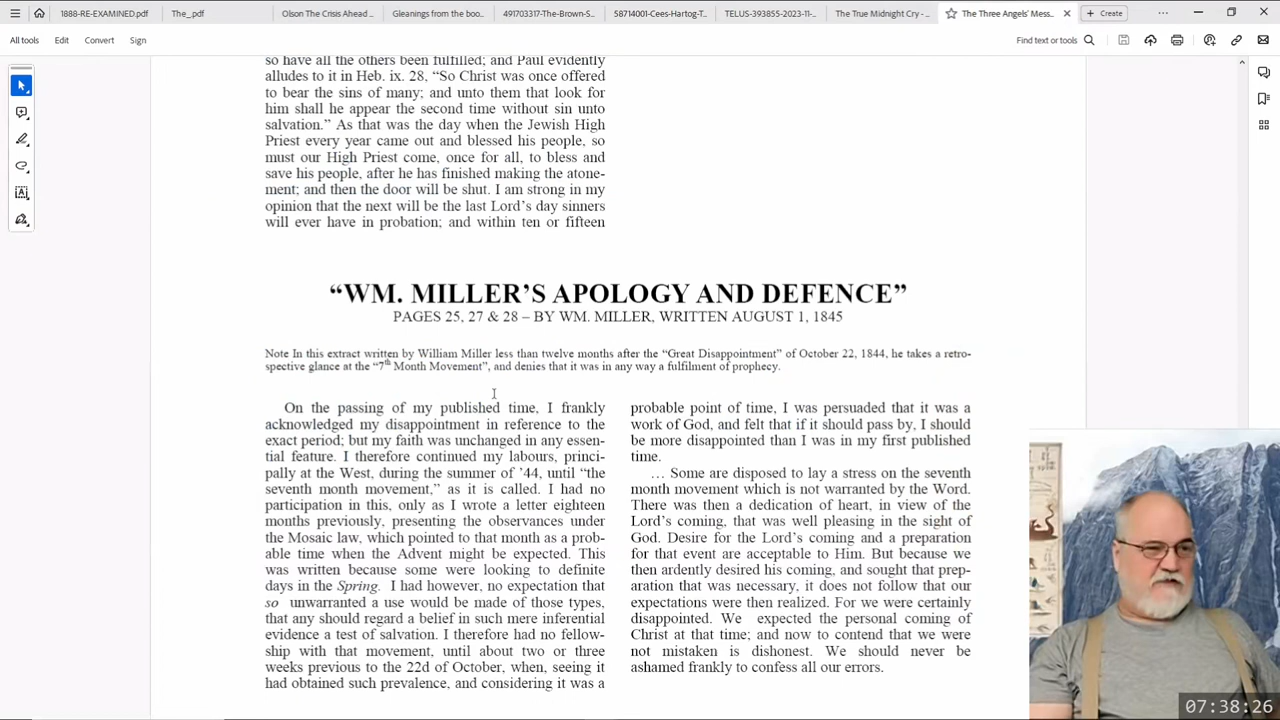 1888-RE-EXAMINED.pdf
The_.pdf
Olson The Crisis Ahead ...
Gleanings from the boo...
491703317-The-Brown-S...
58714001-Cees-Hartog-T...
TELUS-393855-2023-11-...
The True Midnight Cry - ...
The Three Angels' Mess...
Create
All tools
Edit
Convert
Sign
Find text or tools
so have all the others been fulfilled; and Paul evidently
alludes to it in Heb. ix. 28, “So Christ was once offered
to bear the sins of many; and unto them that look for
him shall he appear the second time without sin unto
salvation.” As that was the day when the Jewish High
Priest every year came out and blessed his people, so
must our High Priest come, once for all, to bless and
save his people, after he has finished making the atone-
ment; and then the door will be shut. I am strong in my
opinion that the next will be the last Lord’s day sinners
will ever have in probation; and within ten or fifteen
“WM. MILLER’S APOLOGY AND DEFENCE”
PAGES 25, 27 & 28 – BY WM. MILLER, WRITTEN AUGUST 1, 1845
Note In this extract written by William Miller less than twelve months after the “Great Disappointment” of October 22, 1844, he takes a retro-
spective glance at the “7th Month Movement”, and denies that it was in any way a fulfilment of prophecy.
On the passing of my published time, I frankly
acknowledged my disappointment in reference to the
exact period; but my faith was unchanged in any essen-
tial feature. I therefore continued my labours, princi-
pally at the West, during the summer of ’44, until “the
seventh month movement,” as it is called. I had no
participation in this, only as I wrote a letter eighteen
months previously, presenting the observances under
the Mosaic law, which pointed to that month as a prob-
able time when the Advent might be expected. This
was written because some were looking to definite
days in the Spring. I had however, no expectation that
so unwarranted a use would be made of those types,
that any should regard a belief in such mere inferential
evidence a test of salvation. I therefore had no fellow-
ship with that movement, until about two or three
weeks previous to the 22d of October, when, seeing it
had obtained such prevalence, and considering it was a
probable point of time, I was persuaded that it was a
work of God, and felt that if it should pass by, I should
be more disappointed than I was in my first published
time.
… Some are disposed to lay a stress on the seventh
month movement which is not warranted by the Word.
There was then a dedication of heart, in view of the
Lord’s coming, that was well pleasing in the sight of
God. Desire for the Lord’s coming and a preparation
for that event are acceptable to Him. But because we
then ardently desired his coming, and sought that prep-
aration that was necessary, it does not follow that our
expectations were then realized. For we were certainly
disappointed. We expected the personal coming of
Christ at that time; and now to contend that we were
not mistaken is dishonest. We should never be
ashamed frankly to confess all our errors.
07:38:26